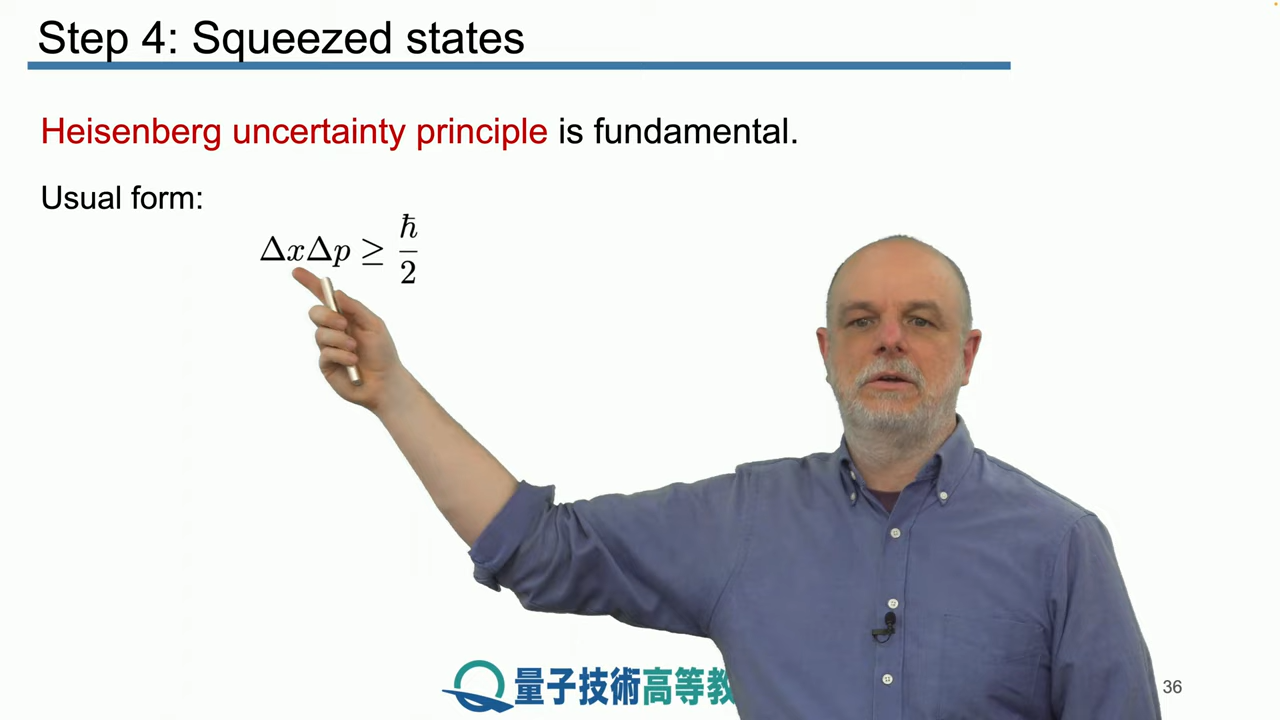 Step 4: Squeezed states
Heisenberg uncertainty principle is fundamental.
Usual form:
ΔxΔp ≥ ħ/2
量子技術高等教
36